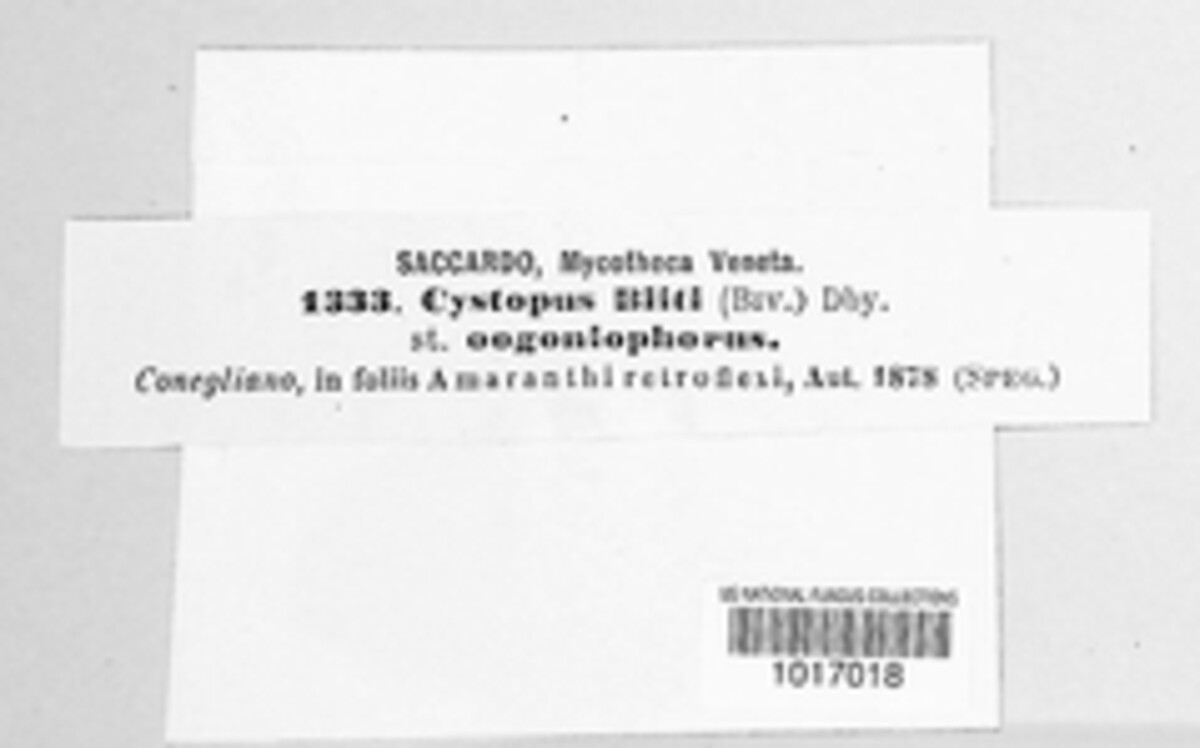 SACCARDO, Mycotheca Veneta.
1333. Cystopus Bliti (BIV.) Dby.
st. oogoniophorus.
Conegliano, in foliis Amaranthi retroflexi, Aut. 1878 (SPEG.)
US NATIONAL FUNGUS COLLECTIONS
1017018